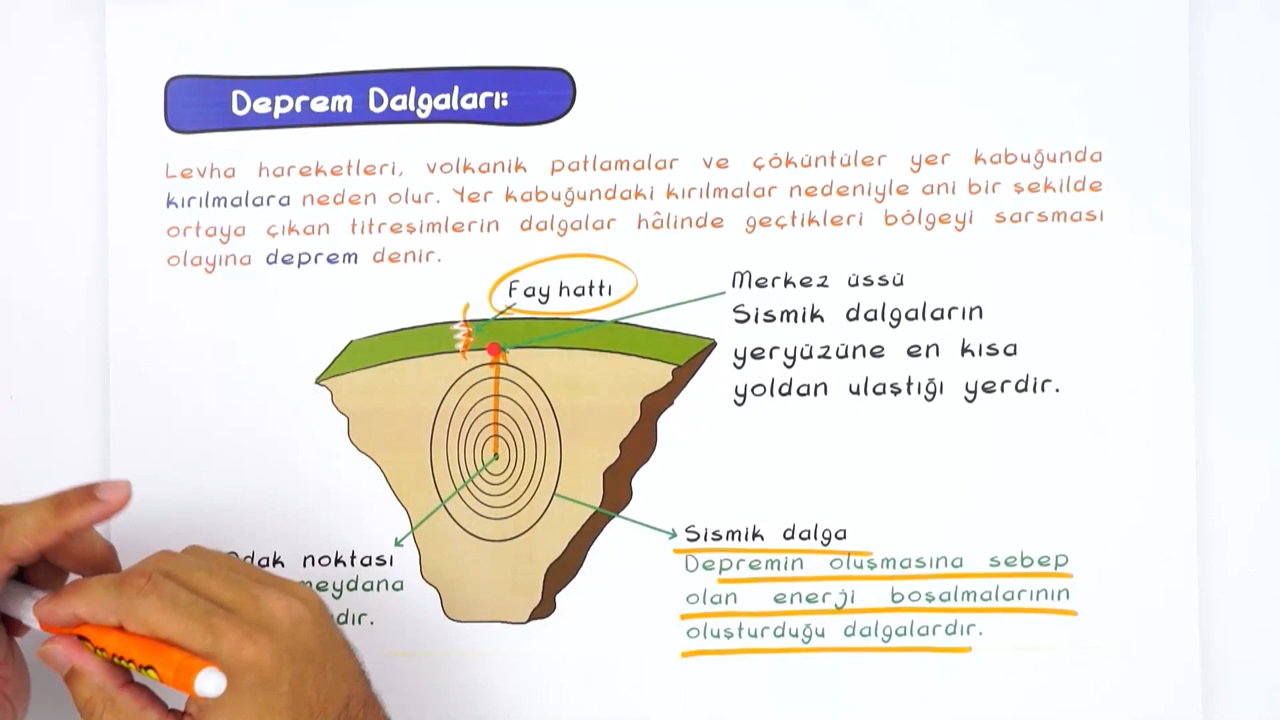 Deprem Dalgaları:
Levha hareketleri, volkanik patlamalar ve çöküntüler yer kabuğunda
kırılmalara neden olur. Yer kabuğundaki kırılmalar nedeniyle ani bir şekilde
ortaya çıkan titreşimlerin dalgalar hâlinde geçtikleri bölgeyi sarsması
olayına deprem denir.
Fay hattı
Merkez üssü
Sismik dalgaların
yeryüzüne en kısa
yoldan ulaştığı yerdir.
Sismik dalga
Depremin oluşmasına sebep
olan enerji boşalmalarının
oluşturduğu dalgalardır.
noktası
meydana